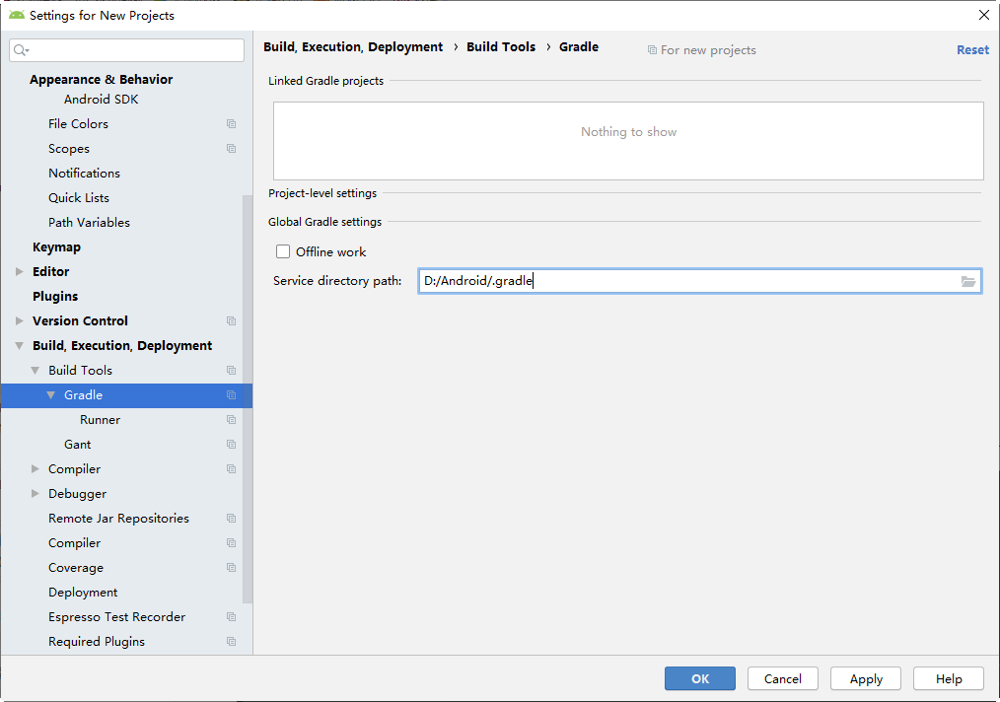 Settings for New Projects
Appearance & Behavior
Android SDK
File Colors
Scopes
Notifications
Quick Lists
Path Variables
Keymap
Editor
Plugins
Version Control
Build, Execution, Deployment
Build Tools
Gradle
Runner
Gant
Compiler
Debugger
Remote Jar Repositories
Compiler
Coverage
Deployment
Espresso Test Recorder
Required Plugins
Build, Execution, Deployment › Build Tools › Gradle
For new projects
Reset
Linked Gradle projects
Nothing to show
Project-level settings
Global Gradle settings
Offline work
Service directory path: D:/Android/.gradle
OK Cancel Apply Help